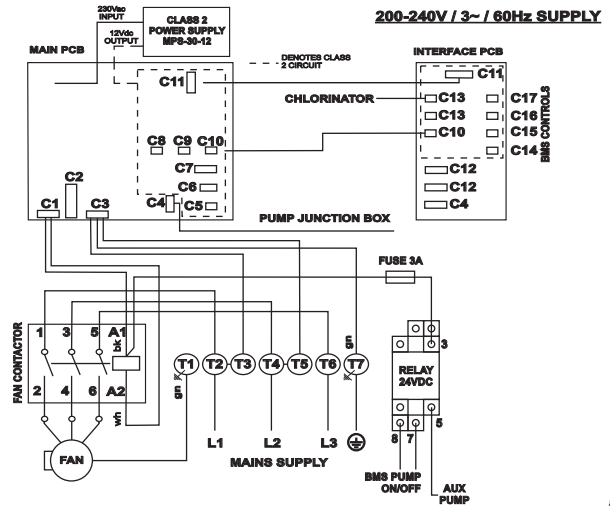 200-240V / 3~ / 60Hz SUPPLY
230Vac
INPUT
12Vdc
OUTPUT
CLASS 2
POWER SUPPLY
MPS-30-12
MAIN PCB
DENOTES CLASS
2 CIRCUIT
INTERFACE PCB
C11
C11
CHLORINATOR
C13
C17
C13
C16
C8
C9
C10
C10
C15
C14
BMS CONTROLS
C7
C12
C6
C12
C2
C1
C3
C4
C5
C4
PUMP JUNCTION BOX
FUSE 3A
FAN CONTACTOR
1
3
5
A1
bk
2
4
6
A2
wh
gn
gn
T1
T2
T3
T4
T5
T6
T7
3
RELAY
24VDC
5
8
7
L1
L2
L3
MAINS SUPPLY
FAN
BMS PUMP
ON/OFF
AUX
PUMP